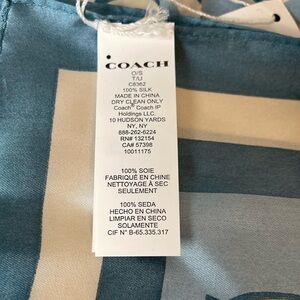 COACH
O/S
T/U
C8362
100% SILK
MADE IN CHINA
DRY CLEAN ONLY
Coach® Coach IP
Holdings LLC.
10 HUDSON YARDS
NY, NY
888-262-6224
RN# 132154
CA# 57398
10011175
100% SOIE
FABRIQUÉ EN CHINE
NETTOYAGE À SEC
SEULEMENT
100% SEDA
HECHO EN CHINA
LIMPIAR EN SECO
SOLAMENTE
CIF N° B-65.335.317